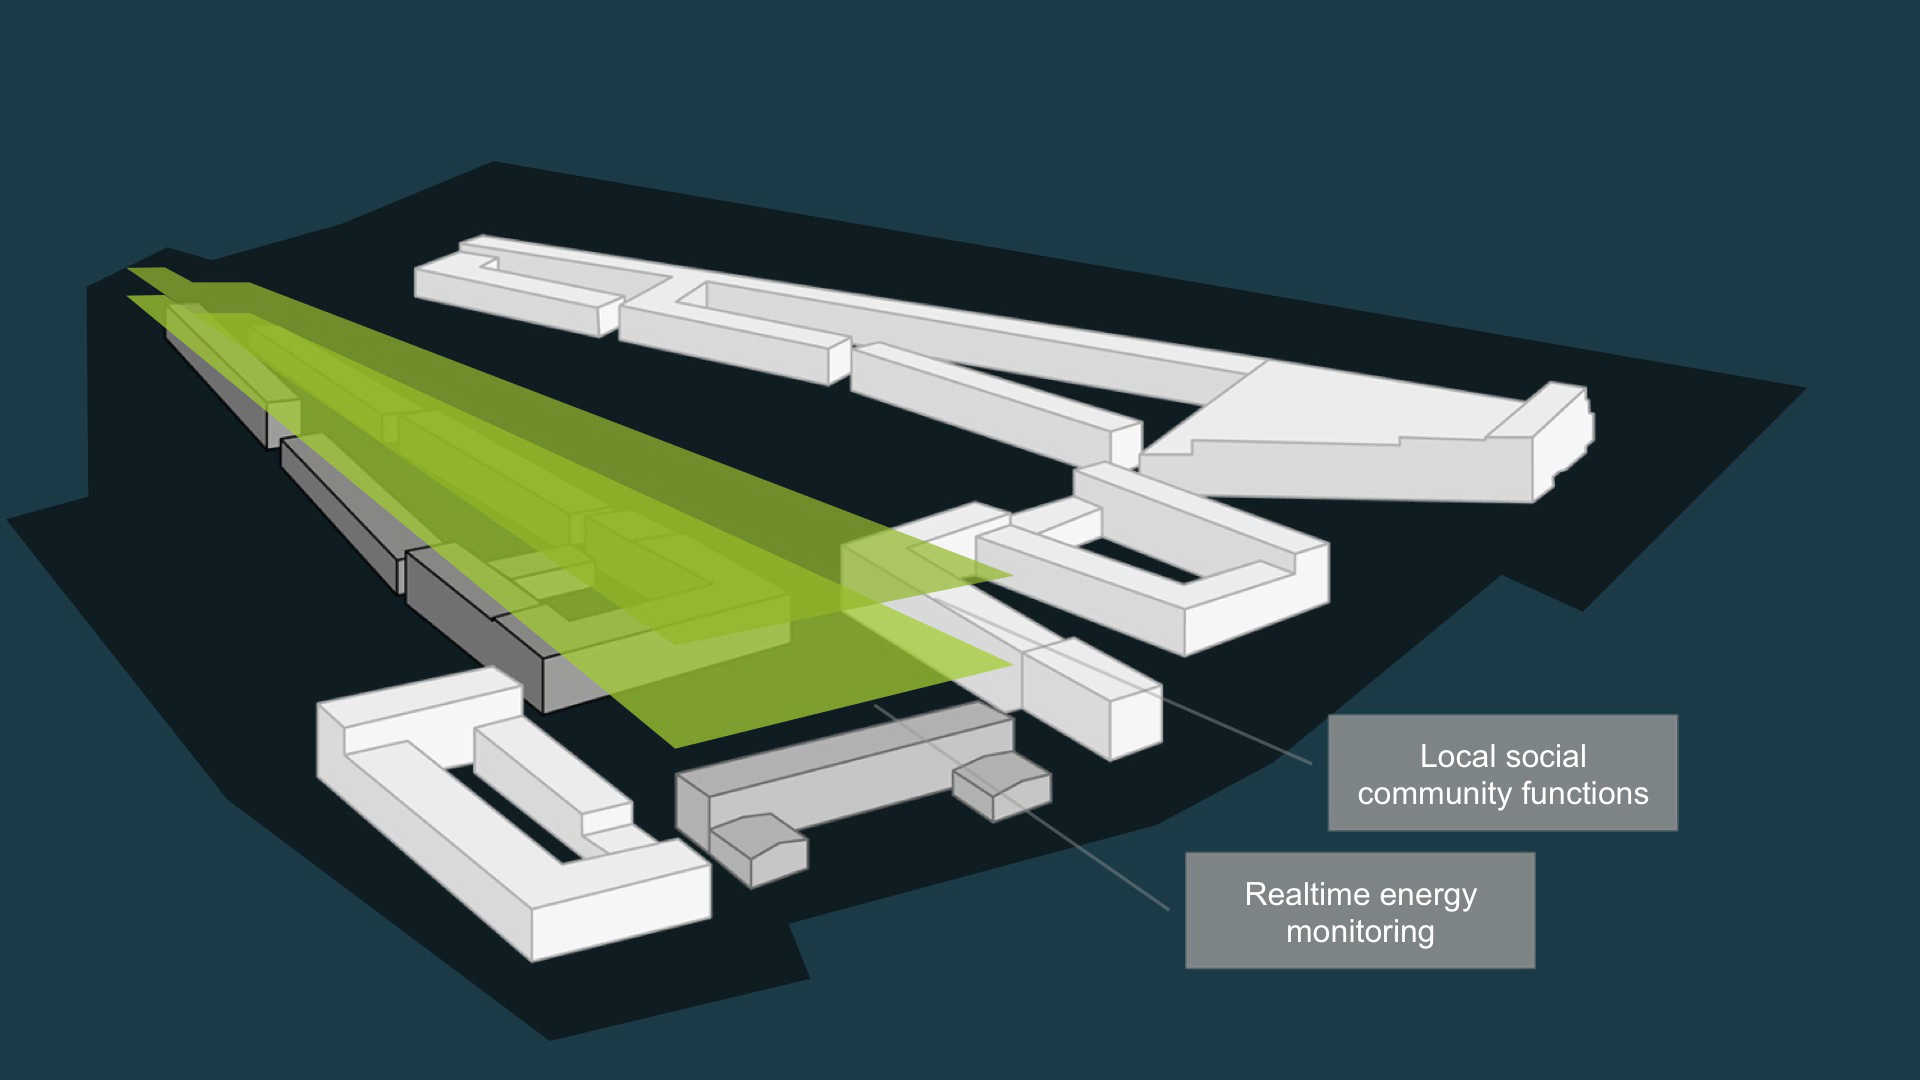 Local social
community functions
Realtime energy
monitoring